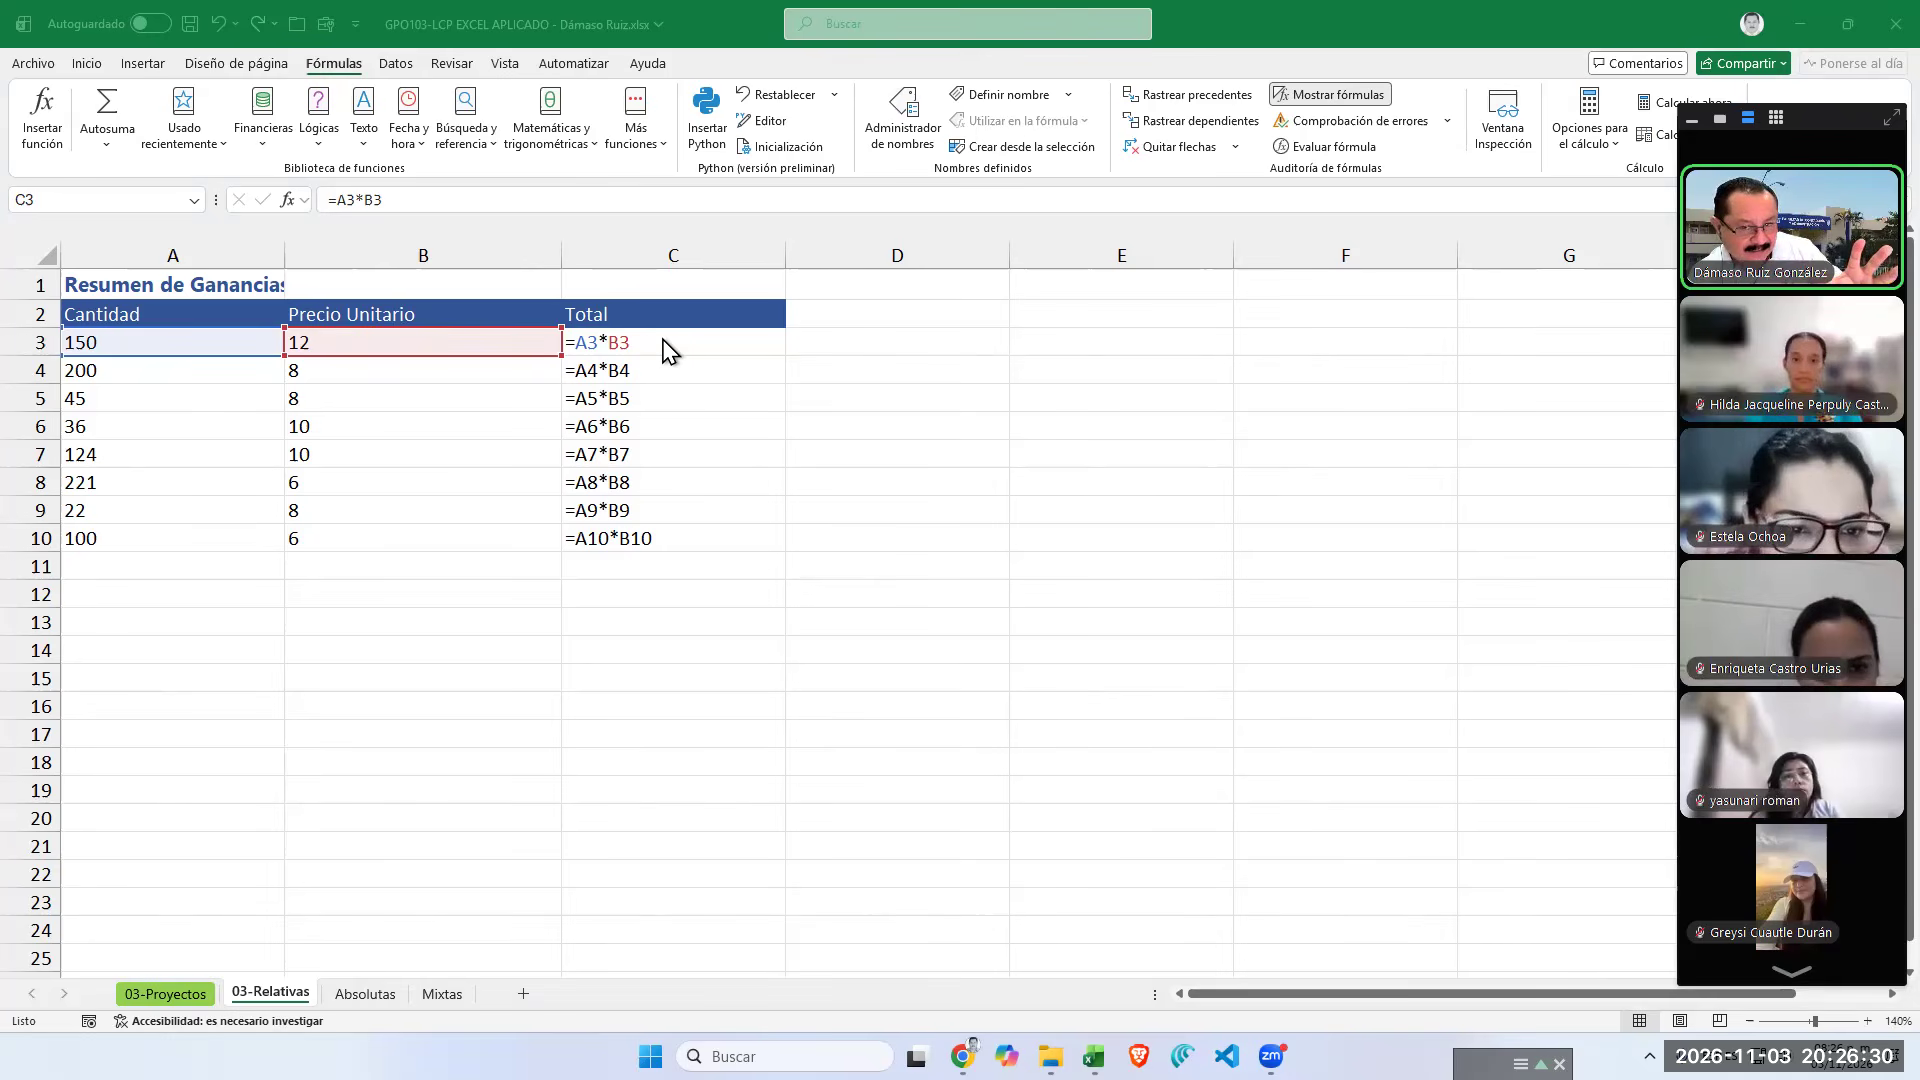 Autoguardado
GPO103-LCP EXCEL APLICADO - Dámaso Ruiz.xlsx
Buscar
Archivo Inicio Insertar Diseño de página Fórmulas Datos Revisar Vista Automatizar Ayuda
Comentarios Compartir Ponerse al día
Insertar función
Autosuma
Usado recientemente
Financieras
Lógicas
Texto
Fecha y hora
Búsqueda y referencia
Matemáticas y trigonométricas
Más funciones
Biblioteca de funciones
Insertar Python
Restablecer
Editor
Inicialización
Python (versión preliminar)
Administrador de nombres
Definir nombre
Utilizar en la fórmula
Crear desde la selección
Nombres definidos
Rastrear precedentes
Rastrear dependientes
Quitar flechas
Mostrar fórmulas
Comprobación de errores
Evaluar fórmula
Auditoría de fórmulas
Ventana Inspección
Opciones para el cálculo
Calcular ahora
Calc
Cálculo
C3
fx
=A3*B3
A B C D E F G
1 Resumen de Ganancias
2 Cantidad Precio Unitario Total
3 150 12 =A3*B3
4 200 8 =A4*B4
5 45 8 =A5*B5
6 36 10 =A6*B6
7 124 10 =A7*B7
8 221 6 =A8*B8
9 22 8 =A9*B9
10 100 6 =A10*B10
11
12
13
14
15
16
17
18
19
20
21
22
23
24
25
Dámaso Ruiz González
Hilda Jacqueline Perpuly Cast...
Estela Ochoa
Enriqueta Castro Urias
yasunari roman
Greysi Cuautle Durán
03-Proyectos 03-Relativas Absolutas Mixtas
Listo
Accesibilidad: es necesario investigar
140%
Buscar
zm
2026-11-03 20:26:30